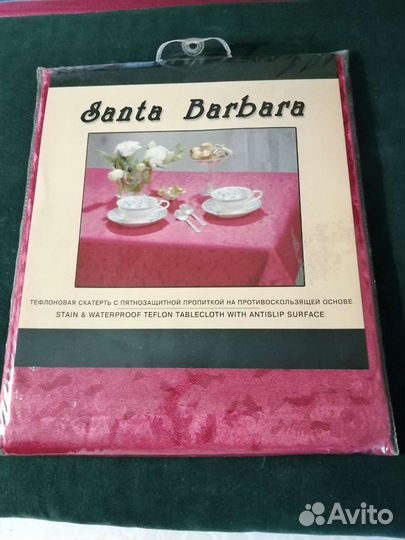 Santa Barbara
ТЕФЛОНОВАЯ СКАТЕРТЬ С ПЯТНОЗАЩИТНОЙ ПРОПИТКОЙ НА ПРОТИВОСКОЛЬЗЯЩЕЙ ОСНОВЕ
STAIN & WATERPROOF TEFLON TABLECLOTH WITH ANTISLIP SURFACE
Avito